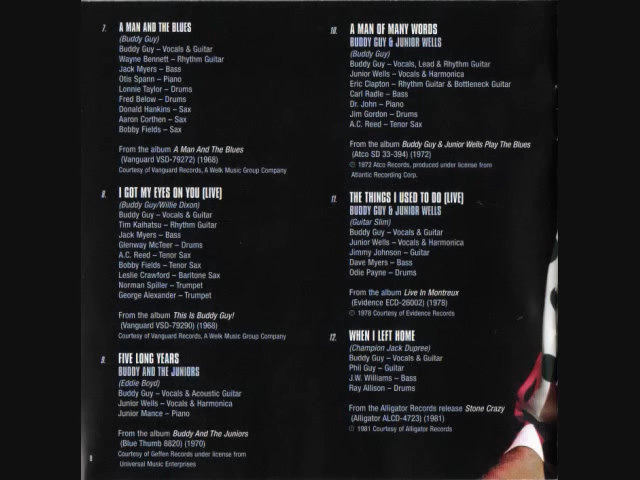 7. A MAN AND THE BLUES
(Buddy Guy)
Buddy Guy – Vocals & Guitar
Wayne Bennett – Rhythm Guitar
Jack Myers – Bass
Otis Spann – Piano
Lonnie Taylor – Drums
Fred Below – Drums
Donald Hankins – Sax
Aaron Corthen – Sax
Bobby Fields – Sax
From the album A Man And The Blues
(Vanguard VSD-79272) (1968)
Courtesy of Vanguard Records, A Welk Music Group Company
8. I GOT MY EYES ON YOU (LIVE)
(Buddy Guy/Willie Dixon)
Buddy Guy – Vocals & Guitar
Tim Kaihatsu – Rhythm Guitar
Jack Myers – Bass
Glenway McTeer – Drums
A.C. Reed – Tenor Sax
Bobby Fields – Tenor Sax
Leslie Crawford – Baritone Sax
Norman Spiller – Trumpet
George Alexander – Trumpet
From the album This Is Buddy Guy!
(Vanguard VSD-79290) (1968)
Courtesy of Vanguard Records, A Welk Music Group Company
9. FIVE LONG YEARS
BUDDY AND THE JUNIORS
(Eddie Boyd)
Buddy Guy – Vocals & Acoustic Guitar
Junior Wells – Vocals & Harmonica
Junior Mance – Piano
From the album Buddy And The Juniors
(Blue Thumb 8820) (1970)
Courtesy of Geffen Records under license from
Universal Music Enterprises
8
10. A MAN OF MANY WORDS
BUDDY GUY & JUNIOR WELLS
(Buddy Guy)
Buddy Guy – Vocals, Lead & Rhythm Guitar
Junior Wells – Vocals & Harmonica
Eric Clapton – Rhythm Guitar & Bottleneck Guitar
Carl Radle – Bass
Dr. John – Piano
Jim Gordon – Drums
A.C. Reed – Tenor Sax
From the album Buddy Guy & Junior Wells Play The Blues
(Atco SD 33-394) (1972)
© 1972 Atco Records, produced under license from
Atlantic Recording Corp.
11. THE THINGS I USED TO DO (LIVE)
BUDDY GUY & JUNIOR WELLS
(Guitar Slim)
Buddy Guy – Vocals & Guitar
Junior Wells – Vocals & Harmonica
Jimmy Johnson – Guitar
Dave Myers – Bass
Odie Payne – Drums
From the album Live In Montreux
(Evidence ECD-26002) (1978)
© 1978 Courtesy of Evidence Records
12. WHEN I LEFT HOME
(Champion Jack Dupree)
Buddy Guy – Vocals & Guitar
Phil Guy – Guitar
J.W. Williams – Bass
Ray Allison – Drums
From the Alligator Records release Stone Crazy
(Alligator ALCD-4723) (1981)
© 1981 Courtesy of Alligator Records